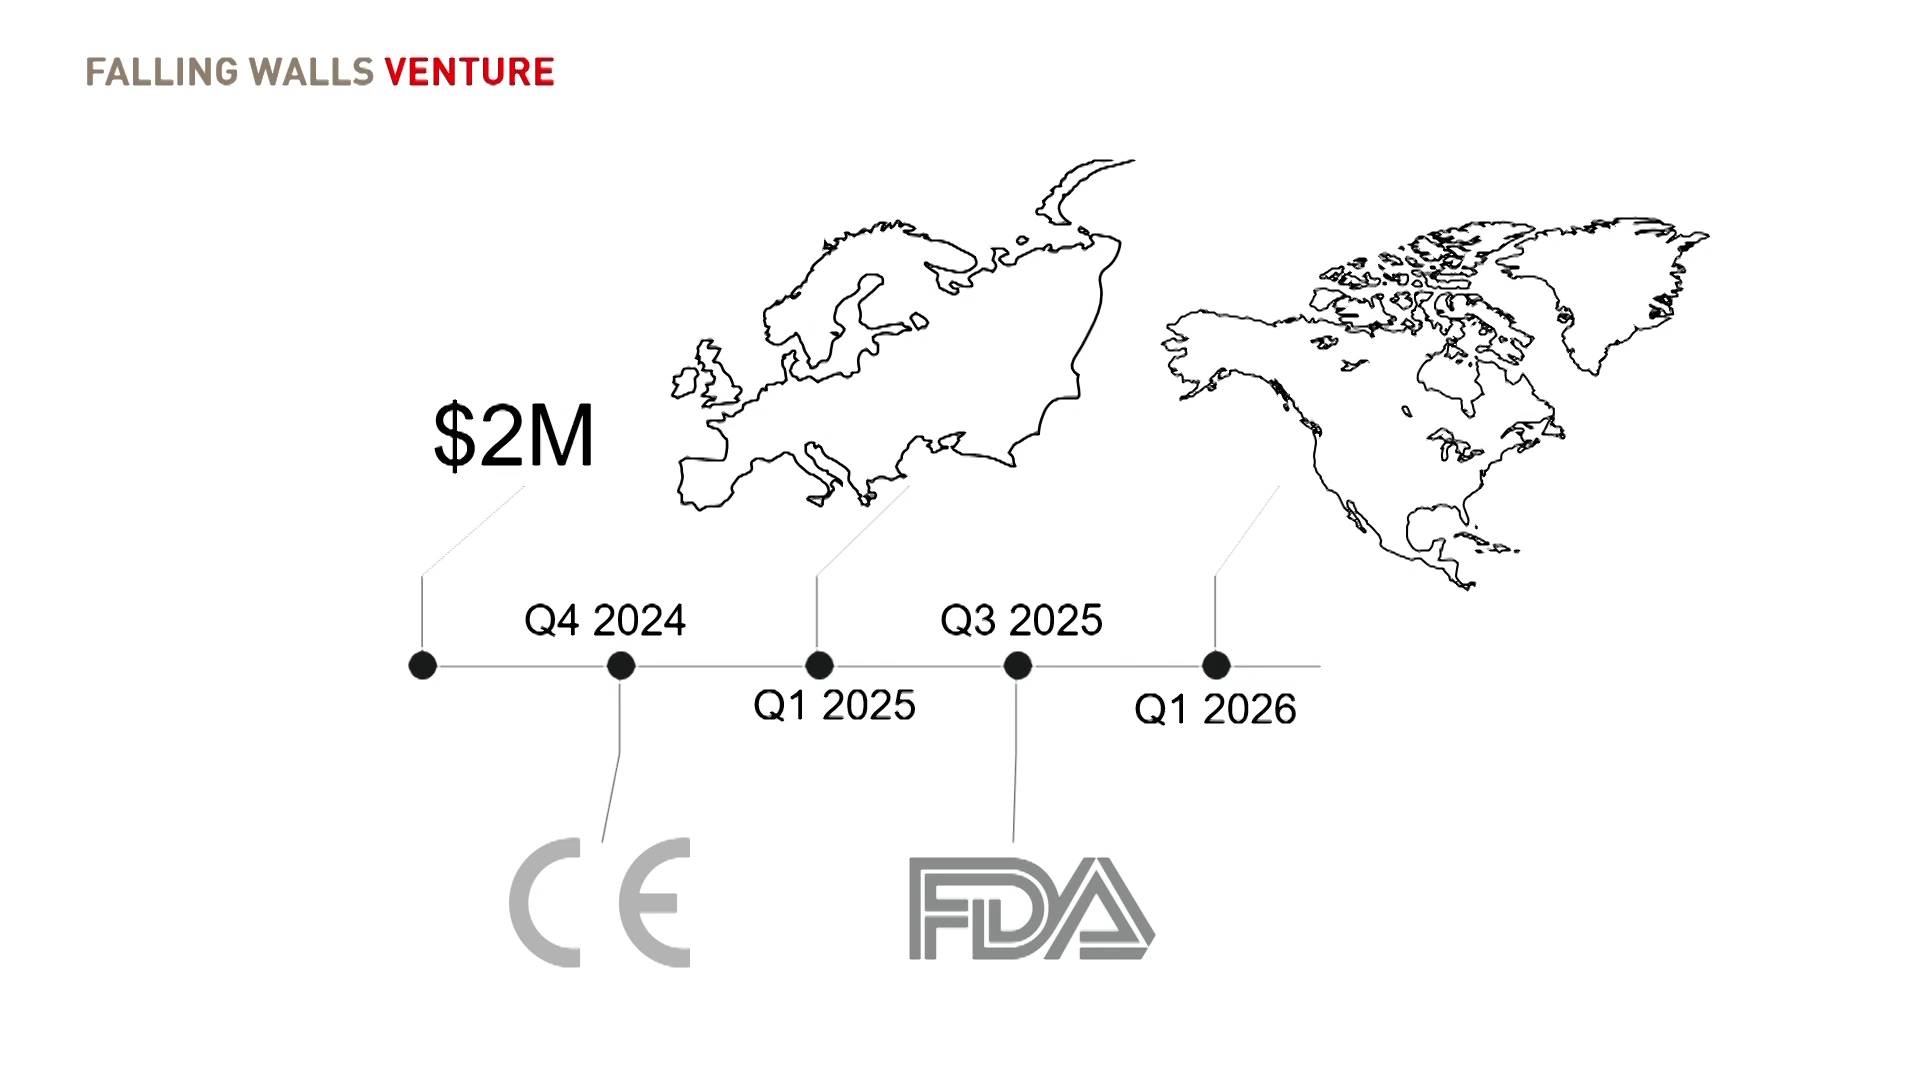 FALLING WALLS VENTURE
$2M
Q4 2024
Q3 2025
Q1 2025
Q1 2026
CE
FDA